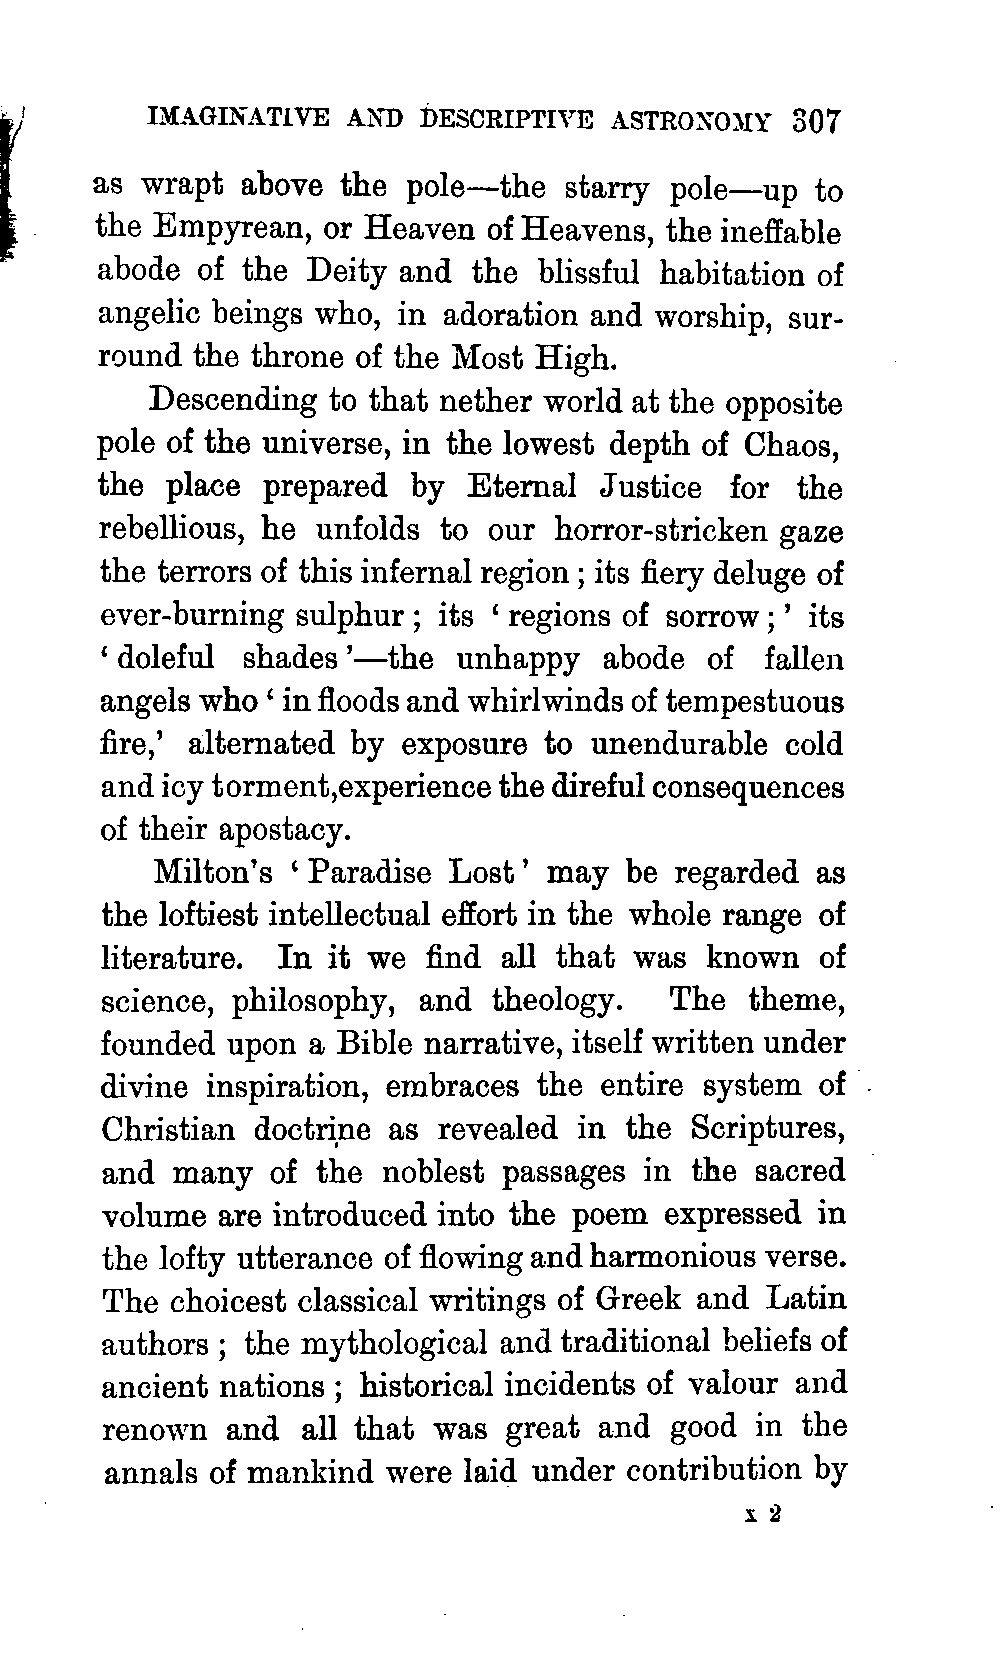 IMAGINATIVE AND DESCRIPTIVE ASTRONOMY 307
as wrapt above the pole—the starry pole—up to
the Empyrean, or Heaven of Heavens, the ineffable
abode of the Deity and the blissful habitation of
angelic beings who, in adoration and worship, sur-
round the throne of the Most High.
Descending to that nether world at the opposite
pole of the universe, in the lowest depth of Chaos,
the place prepared by Eternal Justice for the
rebellious, he unfolds to our horror-stricken gaze
the terrors of this infernal region ; its fiery deluge of
ever-burning sulphur ; its ‘ regions of sorrow ; ’ its
‘ doleful shades ’—the unhappy abode of fallen
angels who ‘ in floods and whirlwinds of tempestuous
fire,’ alternated by exposure to unendurable cold
and icy torment,experience the direful consequences
of their apostacy.
Milton’s ‘ Paradise Lost ’ may be regarded as
the loftiest intellectual effort in the whole range of
literature. In it we find all that was known of
science, philosophy, and theology. The theme,
founded upon a Bible narrative, itself written under
divine inspiration, embraces the entire system of
Christian doctrine as revealed in the Scriptures,
and many of the noblest passages in the sacred
volume are introduced into the poem expressed in
the lofty utterance of flowing and harmonious verse.
The choicest classical writings of Greek and Latin
authors ; the mythological and traditional beliefs of
ancient nations ; historical incidents of valour and
renown and all that was great and good in the
annals of mankind were laid under contribution by
X 2